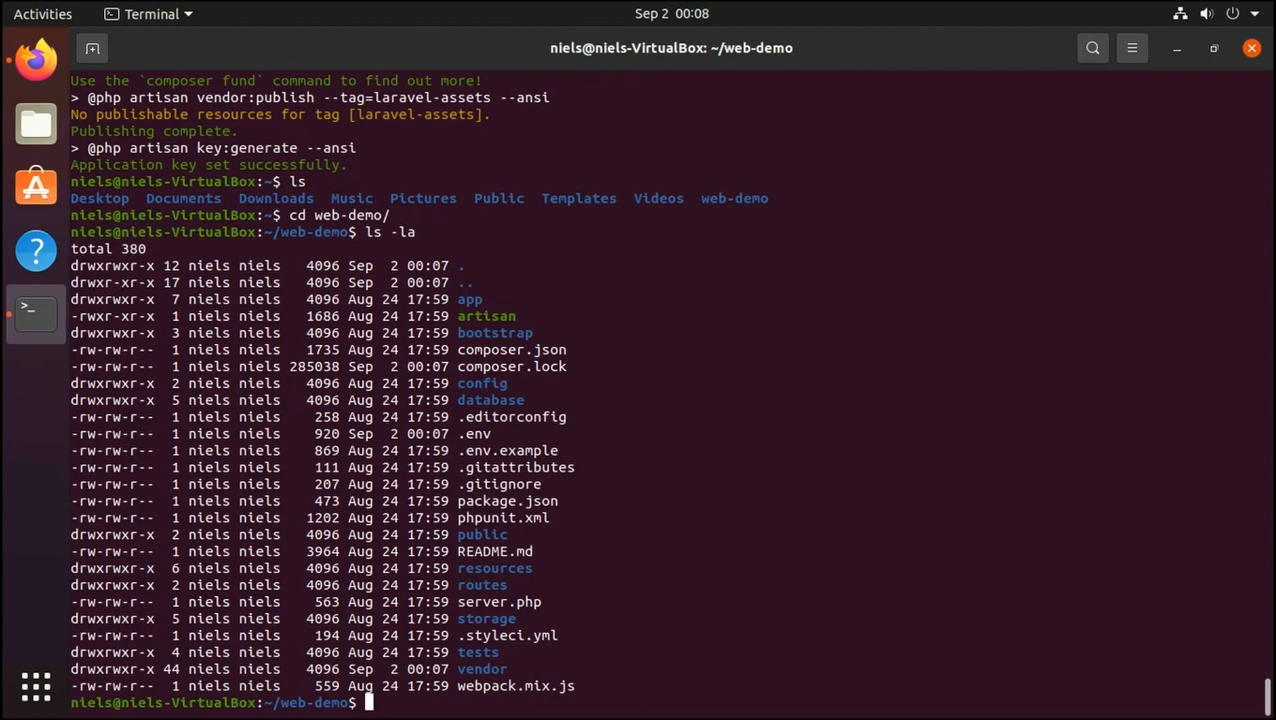 Activities Terminal Sep 2 00:08
niels@niels-VirtualBox: ~/web-demo
Use the `composer fund` command to find out more!
> @php artisan vendor:publish --tag=laravel-assets --ansi
No publishable resources for tag [laravel-assets].
Publishing complete.
> @php artisan key:generate --ansi
Application key set successfully.
niels@niels-VirtualBox:~$ ls
Desktop Documents Downloads Music Pictures Public Templates Videos web-demo
niels@niels-VirtualBox:~$ cd web-demo/
niels@niels-VirtualBox:~/web-demo$ ls -la
total 380
drwxrwxr-x 12 niels niels 4096 Sep 2 00:07 .
drwxr-xr-x 17 niels niels 4096 Sep 2 00:07 ..
drwxrwxr-x 7 niels niels 4096 Aug 24 17:59 app
-rwxr-xr-x 1 niels niels 1686 Aug 24 17:59 artisan
drwxrwxr-x 3 niels niels 4096 Aug 24 17:59 bootstrap
-rw-rw-r-- 1 niels niels 1735 Aug 24 17:59 composer.json
-rw-rw-r-- 1 niels niels 285038 Sep 2 00:07 composer.lock
drwxrwxr-x 2 niels niels 4096 Aug 24 17:59 config
drwxrwxr-x 5 niels niels 4096 Aug 24 17:59 database
-rw-rw-r-- 1 niels niels 258 Aug 24 17:59 .editorconfig
-rw-rw-r-- 1 niels niels 920 Sep 2 00:07 .env
-rw-rw-r-- 1 niels niels 869 Aug 24 17:59 .env.example
-rw-rw-r-- 1 niels niels 111 Aug 24 17:59 .gitattributes
-rw-rw-r-- 1 niels niels 207 Aug 24 17:59 .gitignore
-rw-rw-r-- 1 niels niels 473 Aug 24 17:59 package.json
-rw-rw-r-- 1 niels niels 1202 Aug 24 17:59 phpunit.xml
drwxrwxr-x 2 niels niels 4096 Aug 24 17:59 public
-rw-rw-r-- 1 niels niels 3964 Aug 24 17:59 README.md
drwxrwxr-x 6 niels niels 4096 Aug 24 17:59 resources
drwxrwxr-x 2 niels niels 4096 Aug 24 17:59 routes
-rw-rw-r-- 1 niels niels 563 Aug 24 17:59 server.php
drwxrwxr-x 5 niels niels 4096 Aug 24 17:59 storage
-rw-rw-r-- 1 niels niels 194 Aug 24 17:59 .styleci.yml
drwxrwxr-x 4 niels niels 4096 Aug 24 17:59 tests
drwxrwxr-x 44 niels niels 4096 Sep 2 00:07 vendor
-rw-rw-r-- 1 niels niels 559 Aug 24 17:59 webpack.mix.js
niels@niels-VirtualBox:~/web-demo$